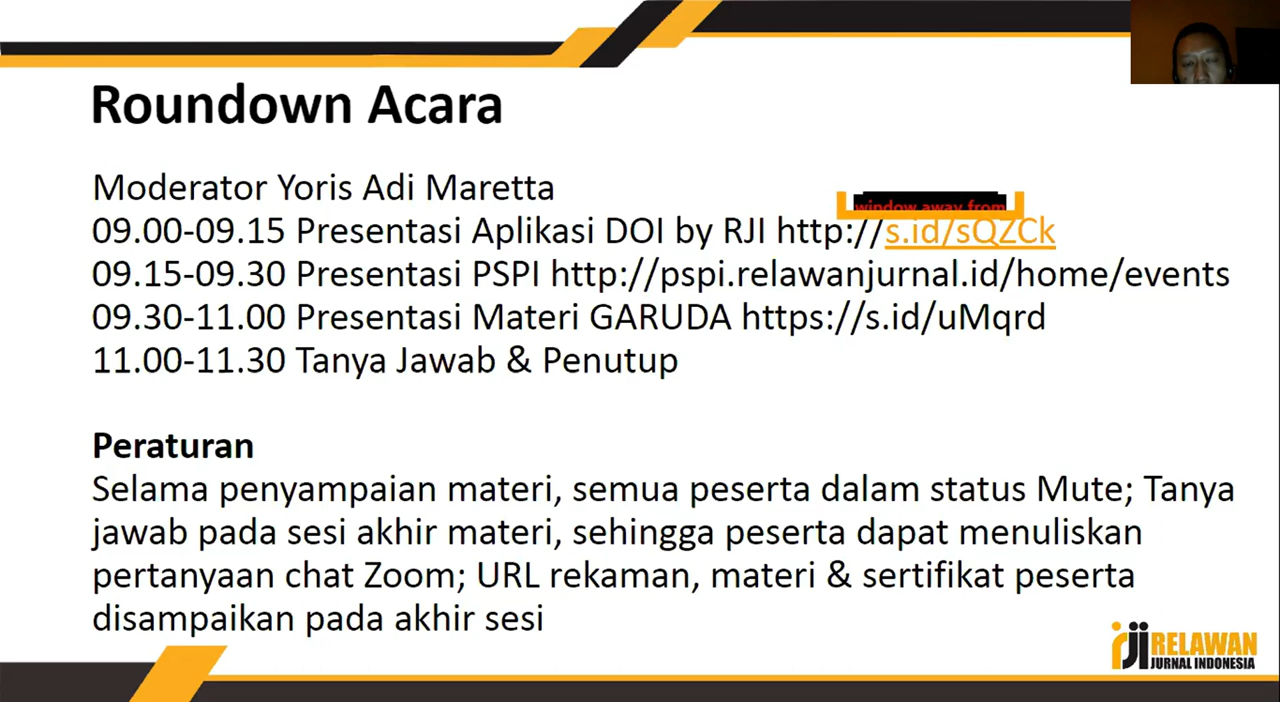 Roundown Acara
Moderator Yoris Adi Maretta
window away from
09.00-09.15 Presentasi Aplikasi DOI by RJI http://s.id/sQZCk
09.15-09.30 Presentasi PSPI http://pspi.relawanjurnal.id/home/events
09.30-11.00 Presentasi Materi GARUDA https://s.id/uMqrd
11.00-11.30 Tanya Jawab & Penutup
Peraturan
Selama penyampaian materi, semua peserta dalam status Mute; Tanya
jawab pada sesi akhir materi, sehingga peserta dapat menuliskan
pertanyaan chat Zoom; URL rekaman, materi & sertifikat peserta
disampaikan pada akhir sesi
rji RELAWAN
JURNAL INDONESIA